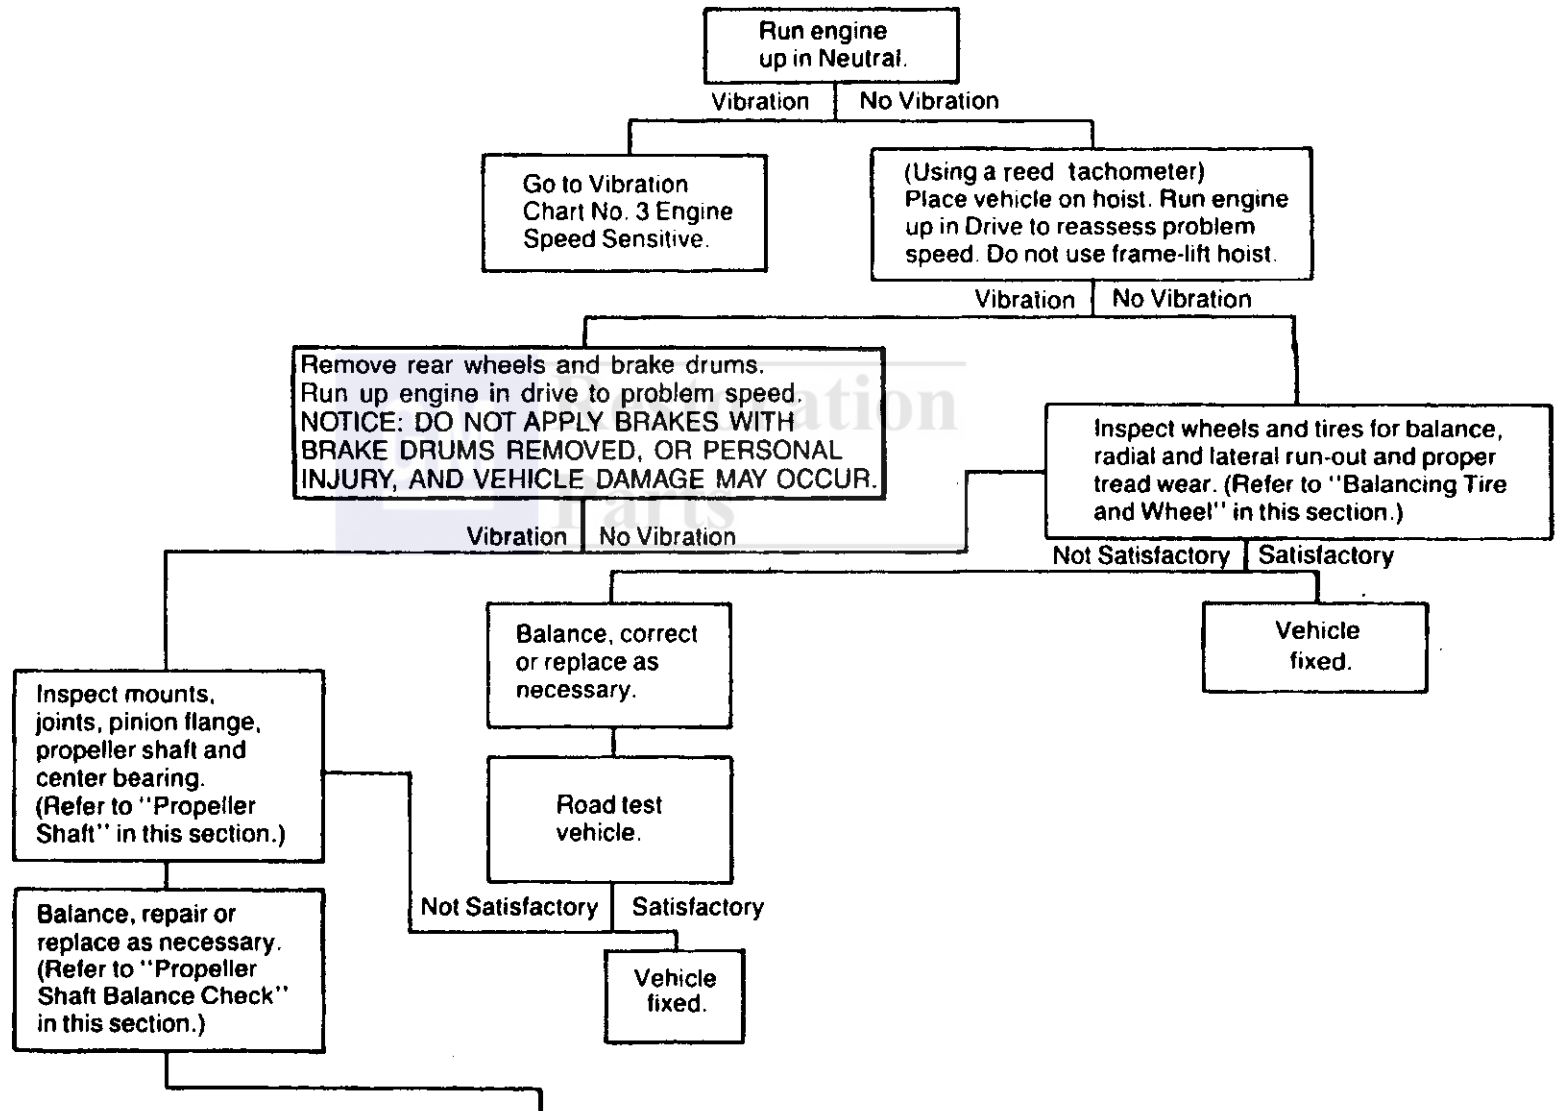 Run engine
up in Neutral.
Vibration
No Vibration
Go to Vibration
Chart No. 3 Engine
Speed Sensitive.
(Using a reed tachometer)
Place vehicle on hoist. Run engine
up in Drive to reassess problem
speed. Do not use frame-lift hoist.
Vibration
No Vibration
Remove rear wheels and brake drums.
Run up engine in drive to problem speed.
NOTICE: DO NOT APPLY BRAKES WITH
BRAKE DRUMS REMOVED, OR PERSONAL
INJURY, AND VEHICLE DAMAGE MAY OCCUR.
Restoration
Parts
Inspect wheels and tires for balance,
radial and lateral run-out and proper
tread wear. (Refer to "Balancing Tire
and Wheel" in this section.)
Vibration
No Vibration
Not Satisfactory
Satisfactory
Balance, correct
or replace as
necessary.
Vehicle
fixed.
Inspect mounts,
joints, pinion flange,
propeller shaft and
center bearing.
(Refer to "Propeller
Shaft" in this section.)
Road test
vehicle.
Not Satisfactory
Satisfactory
Balance, repair or
replace as necessary.
(Refer to "Propeller
Shaft Balance Check"
in this section.)
Vehicle
fixed.